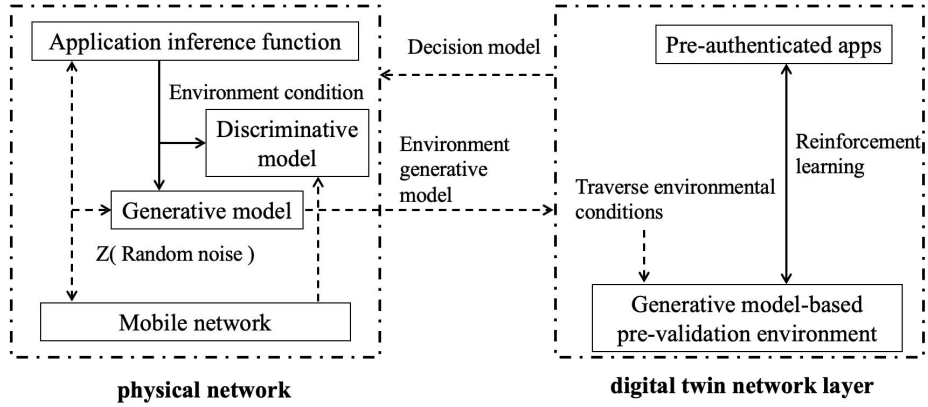 Application inference function
Environment condition
Discriminative
model
Generative model
Z( Random noise )
Mobile network
physical network
Decision model
Environment
generative
model
Pre-authenticated apps
Reinforcement
learning
Traverse environmental
conditions
Generative model-based
pre-validation environment
digital twin network layer